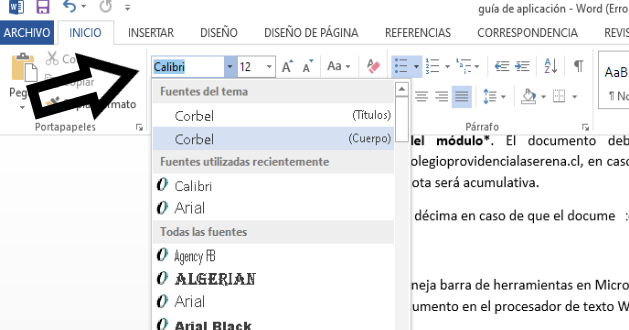 guía de aplicación - Word (Erro
ARCHIVO INICIO INSERTAR DISEÑO DISEÑO DE PÁGINA REFERENCIAS CORRESPONDENCIA REVIS
Calibri 12 Aa
AaB
Copiar
Peg formato
¶ No
Portapapeles Párrafo
Fuentes del tema
Corbel (Títulos)
Corbel (Cuerpo)
Fuentes utilizadas recientemente
Calibri
Arial
Todas las fuentes
Agency FB
ALGERIAN
Arial
Arial Black
del módulo*. El documento deb
olegioprovidencialaserena.cl, en caso
ota será acumulativa.
décima en caso de que el docume
neja barra de herramientas en Micro
umento en el procesador de texto W